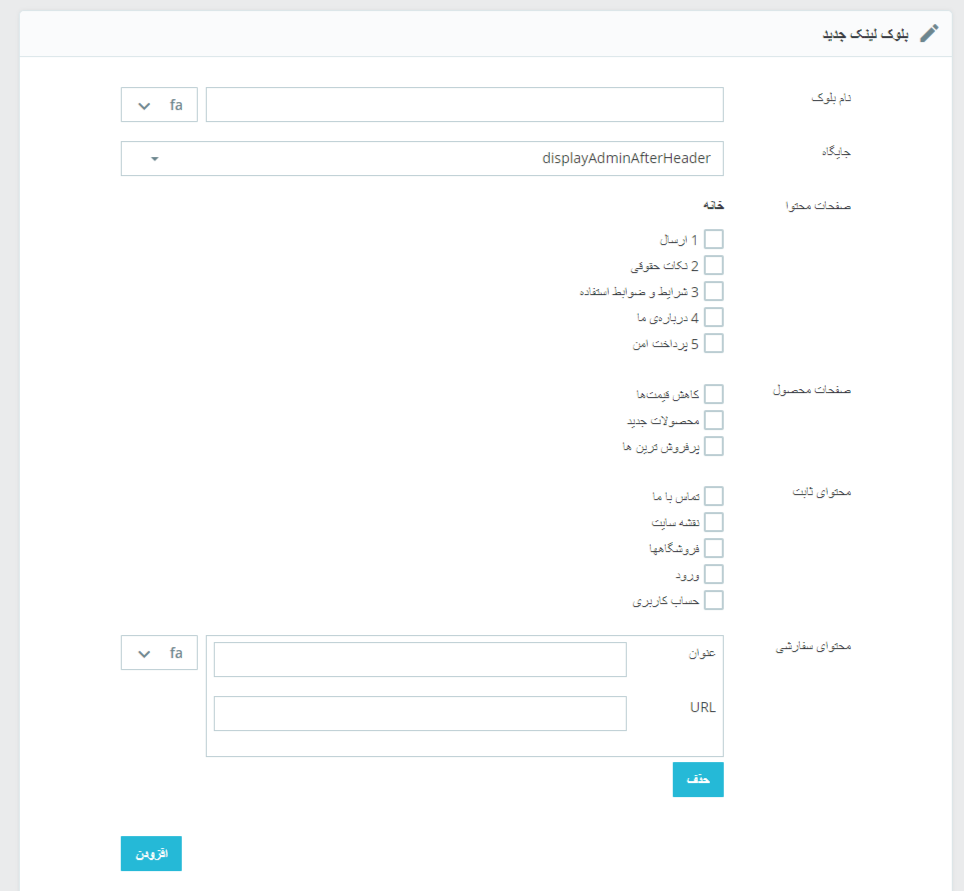 بلوک لینک جدید
نام بلوک
fa
جایگاه
displayAdminAfterHeader
صفحات محتوا
خانه
1 ارسال
2 نکات حقوقی
3 شرایط و ضوابط استفاده
4 درباره‌ی ما
5 پرداخت امن
صفحات محصول
کاهش قیمت‌ها
محصولات جدید
پرفروش ترین ها
محتوای ثابت
تماس با ما
نقشه سایت
فروشگاهها
ورود
حساب کاربری
محتوای سفارشی
عنوان
fa
URL
حذف
افزودن